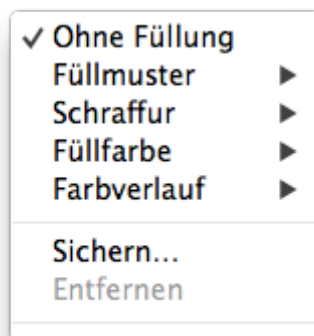 Ohne Füllung
Füllmuster
Schraffur
Füllfarbe
Farbverlauf
Sichern...
Entfernen